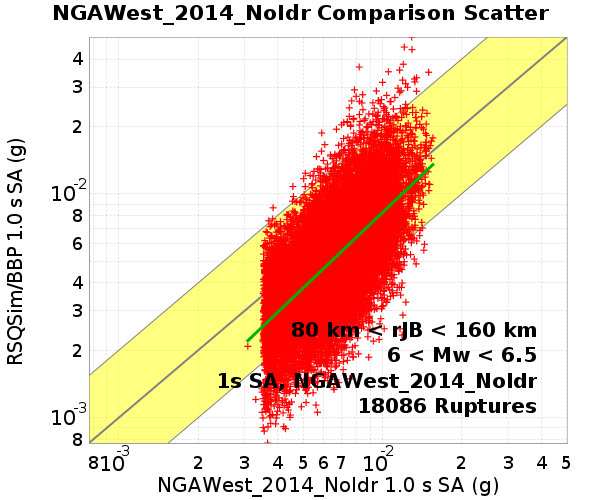 NGAWest_2014_NoIdr Comparison Scatter
RSQSim/BBP 1.0 s SA (g)
4
3
2
10-2
8
6
4
3
2
10-3
8
80 km < rJB < 160 km
6 < Mw < 6.5
1s SA, NGAWest_2014_NoIdr
18086 Ruptures
8 10-3 2 3 4 5 6 7 10-2 2 3 4 5
NGAWest_2014_NoIdr 1.0 s SA (g)